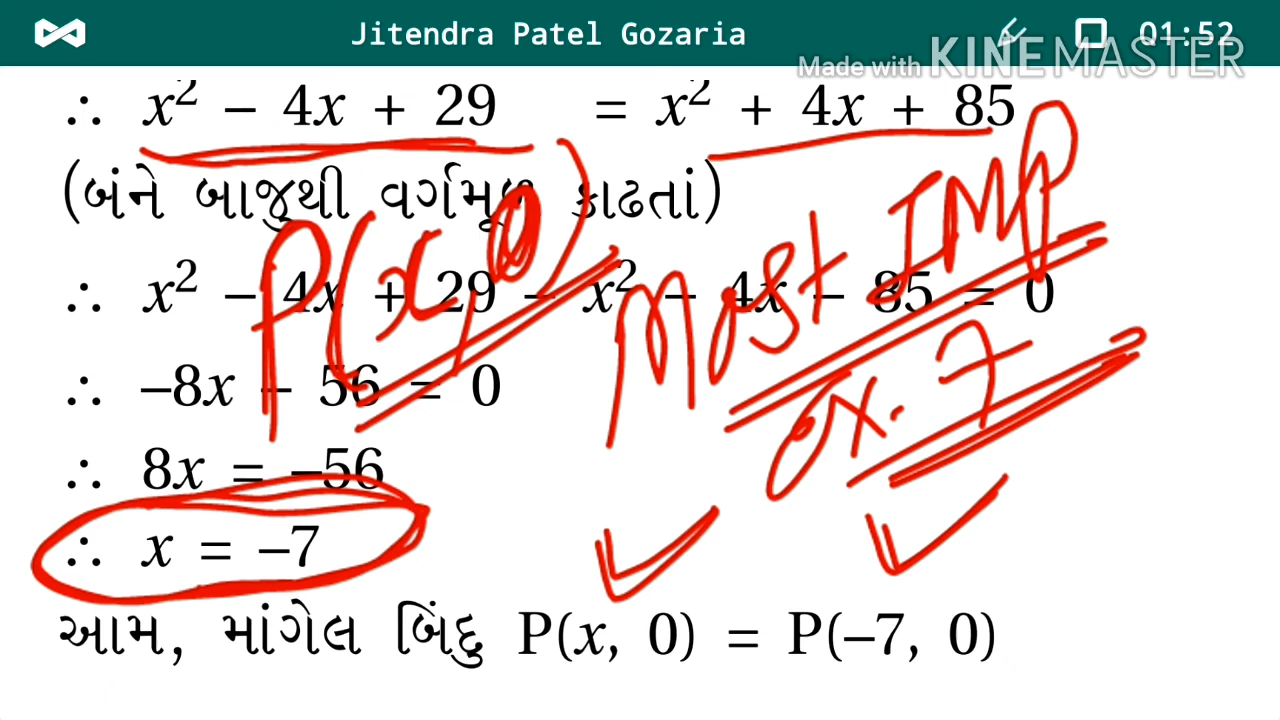 Jitendra Patel Gozaria
01:52
Made with KINEMASTER
∴ x² − 4x + 29 = x² + 4x + 85
(બંને બાજુથી વર્ગમૂળ કાઢતાં)
∴ x² − 4x + 29 − x² − 4x − 85 = 0
P(x, 0)
Most IMP
ex. 7
∴ −8x − 56 = 0
∴ 8x = −56
∴ x = −7
આમ, માંગેલ બિંદુ P(x, 0) = P(−7, 0)